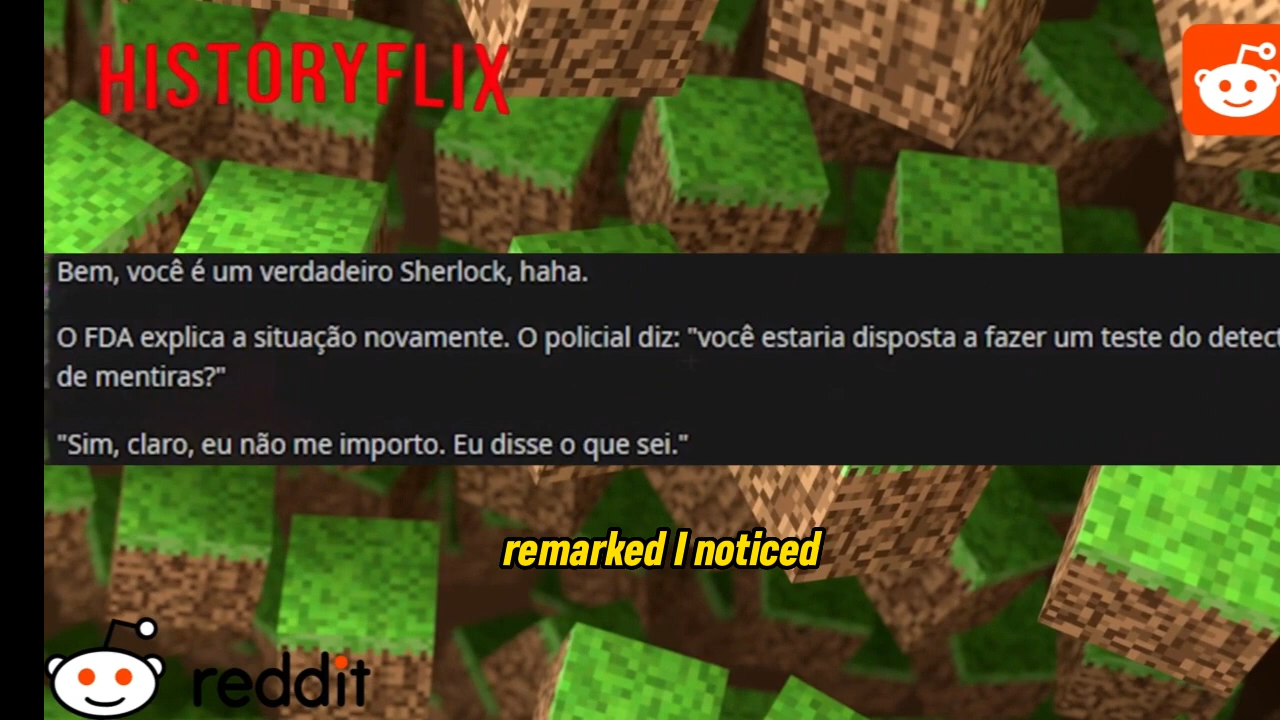 HISTORYFLIX
Bem, você é um verdadeiro Sherlock, haha.
O FDA explica a situação novamente. O policial diz: "você estaria disposta a fazer um teste do detect
de mentiras?"
"Sim, claro, eu não me importo. Eu disse o que sei."
remarked I noticed
reddit